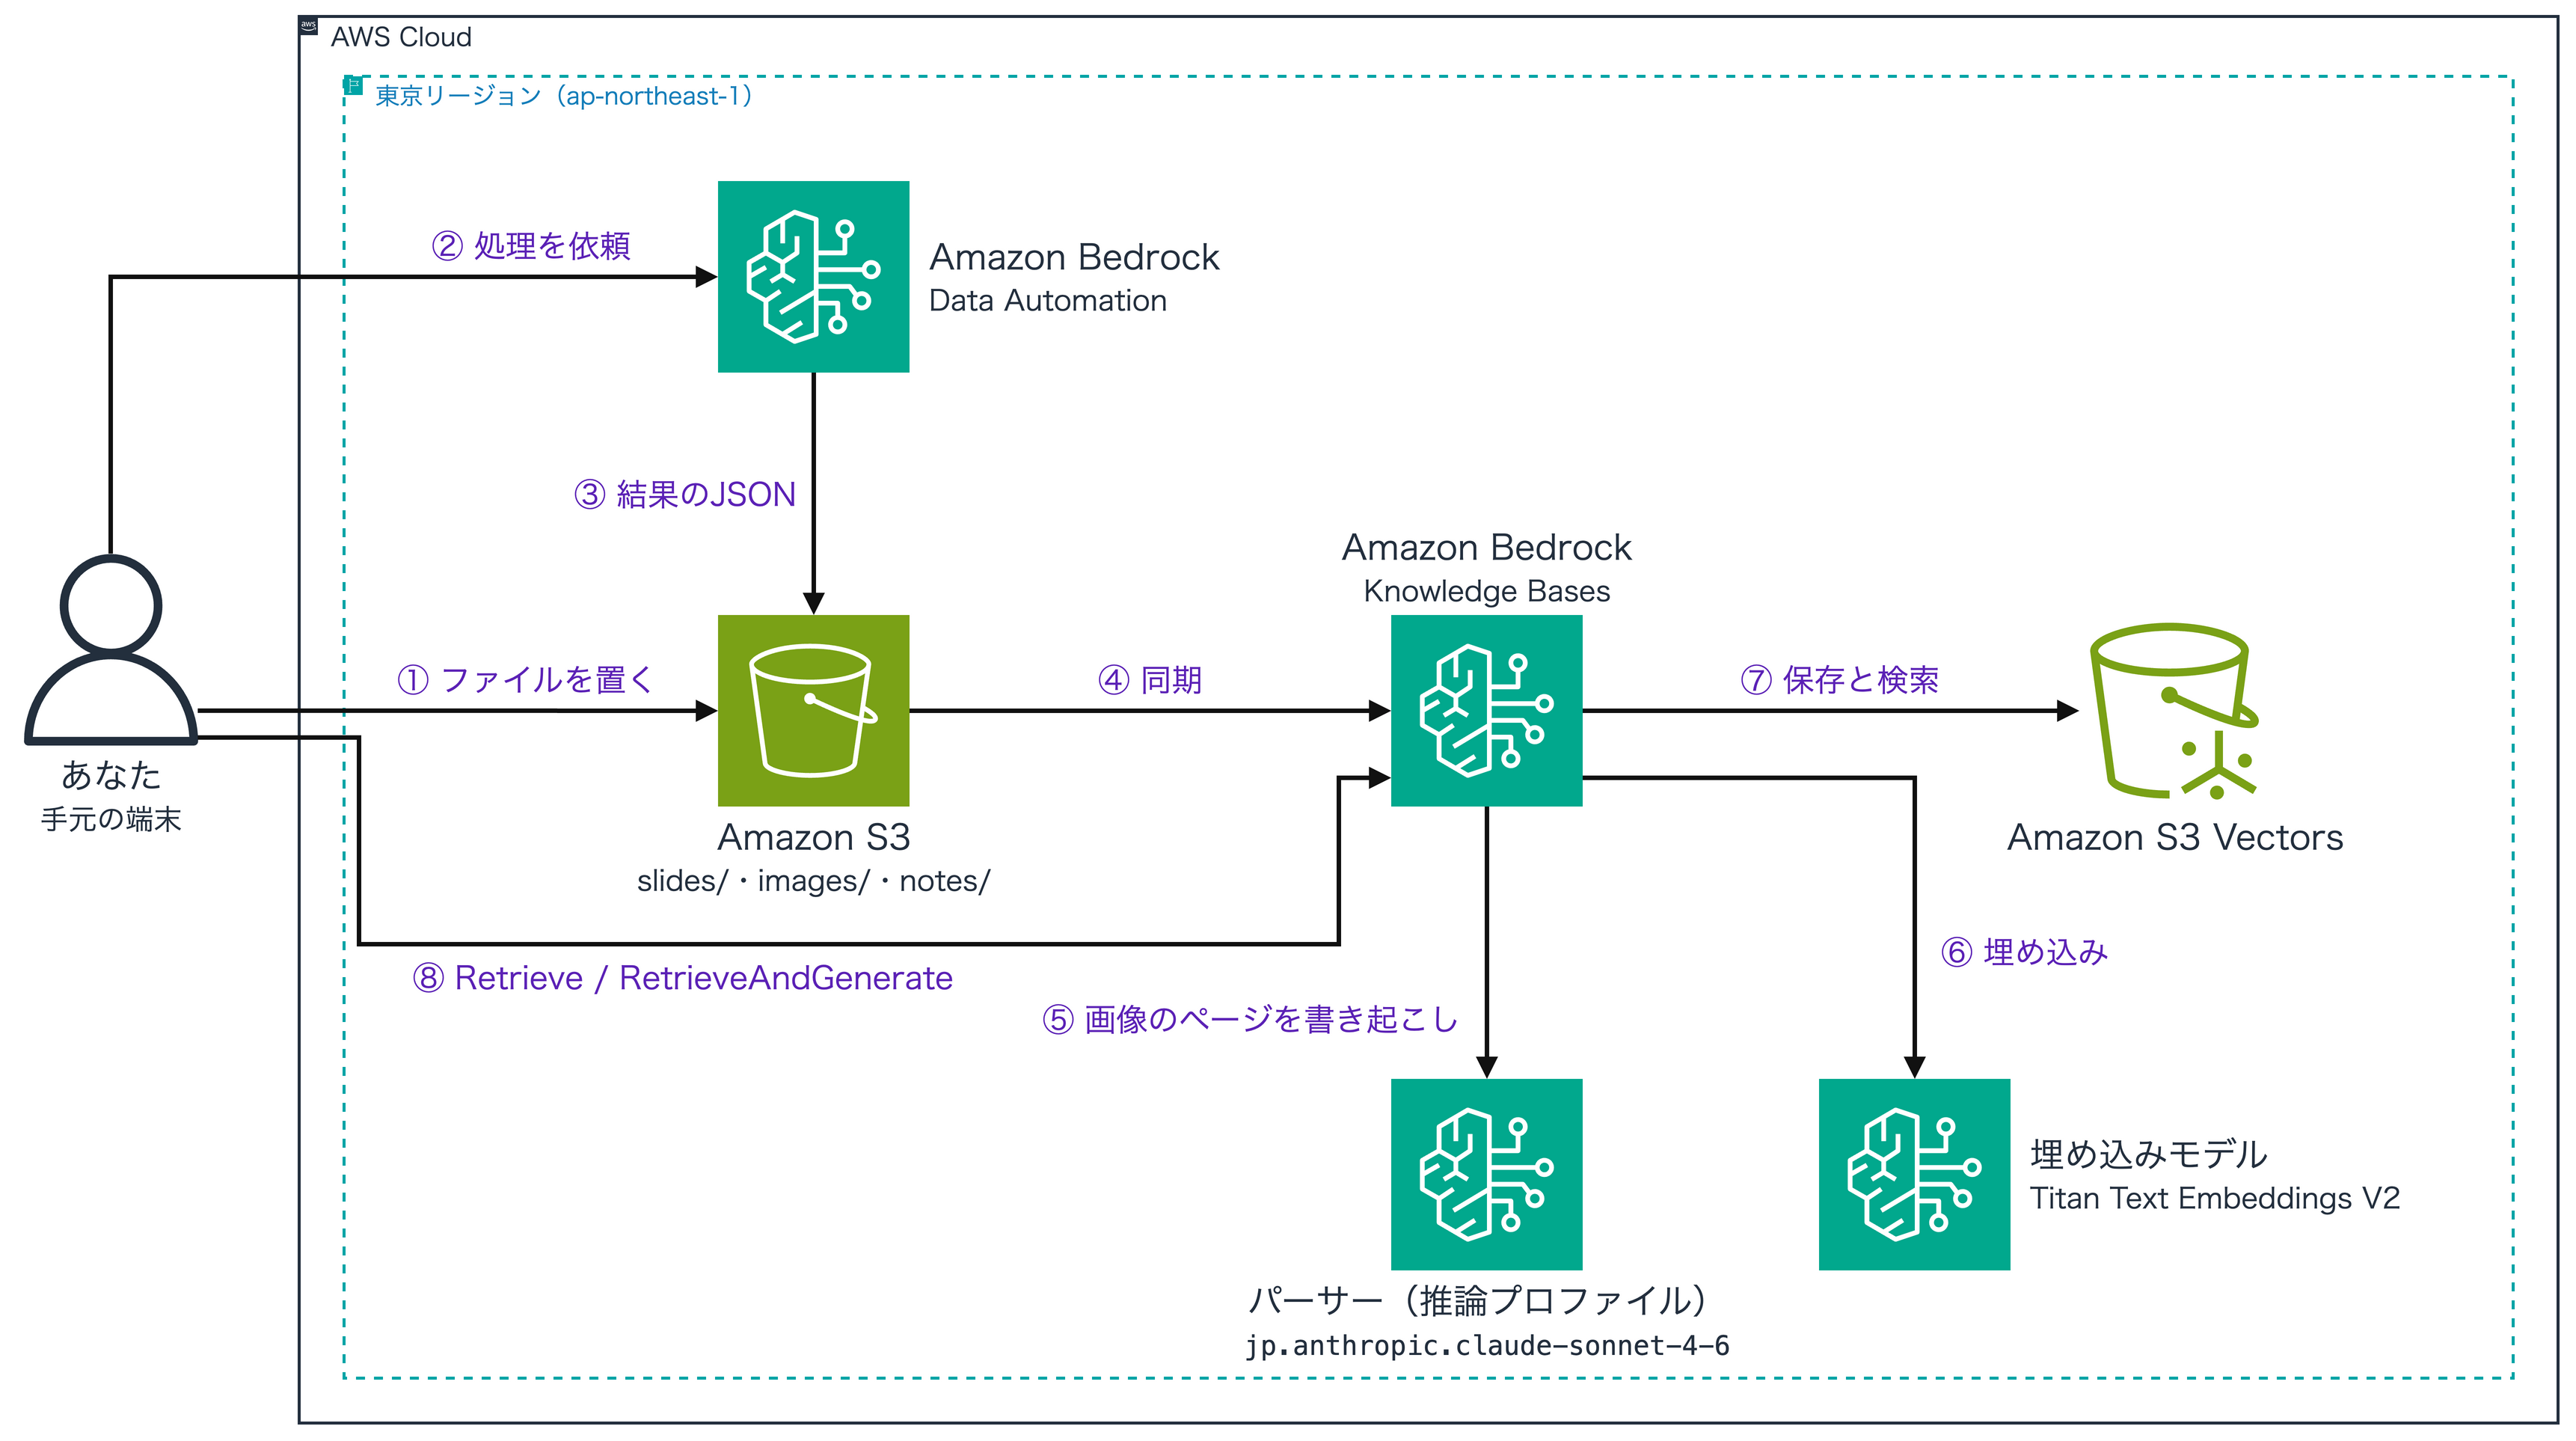 aws
AWS Cloud
東京リージョン（ap-northeast-1）
② 処理を依頼
Amazon Bedrock
Data Automation
③ 結果のJSON
Amazon Bedrock
Knowledge Bases
① ファイルを置く
④ 同期
⑦ 保存と検索
あなた
手元の端末
Amazon S3
slides/・images/・notes/
Amazon S3 Vectors
⑧ Retrieve / RetrieveAndGenerate
⑥ 埋め込み
⑤ 画像のページを書き起こし
埋め込みモデル
Titan Text Embeddings V2
パーサー（推論プロファイル）
jp.anthropic.claude-sonnet-4-6